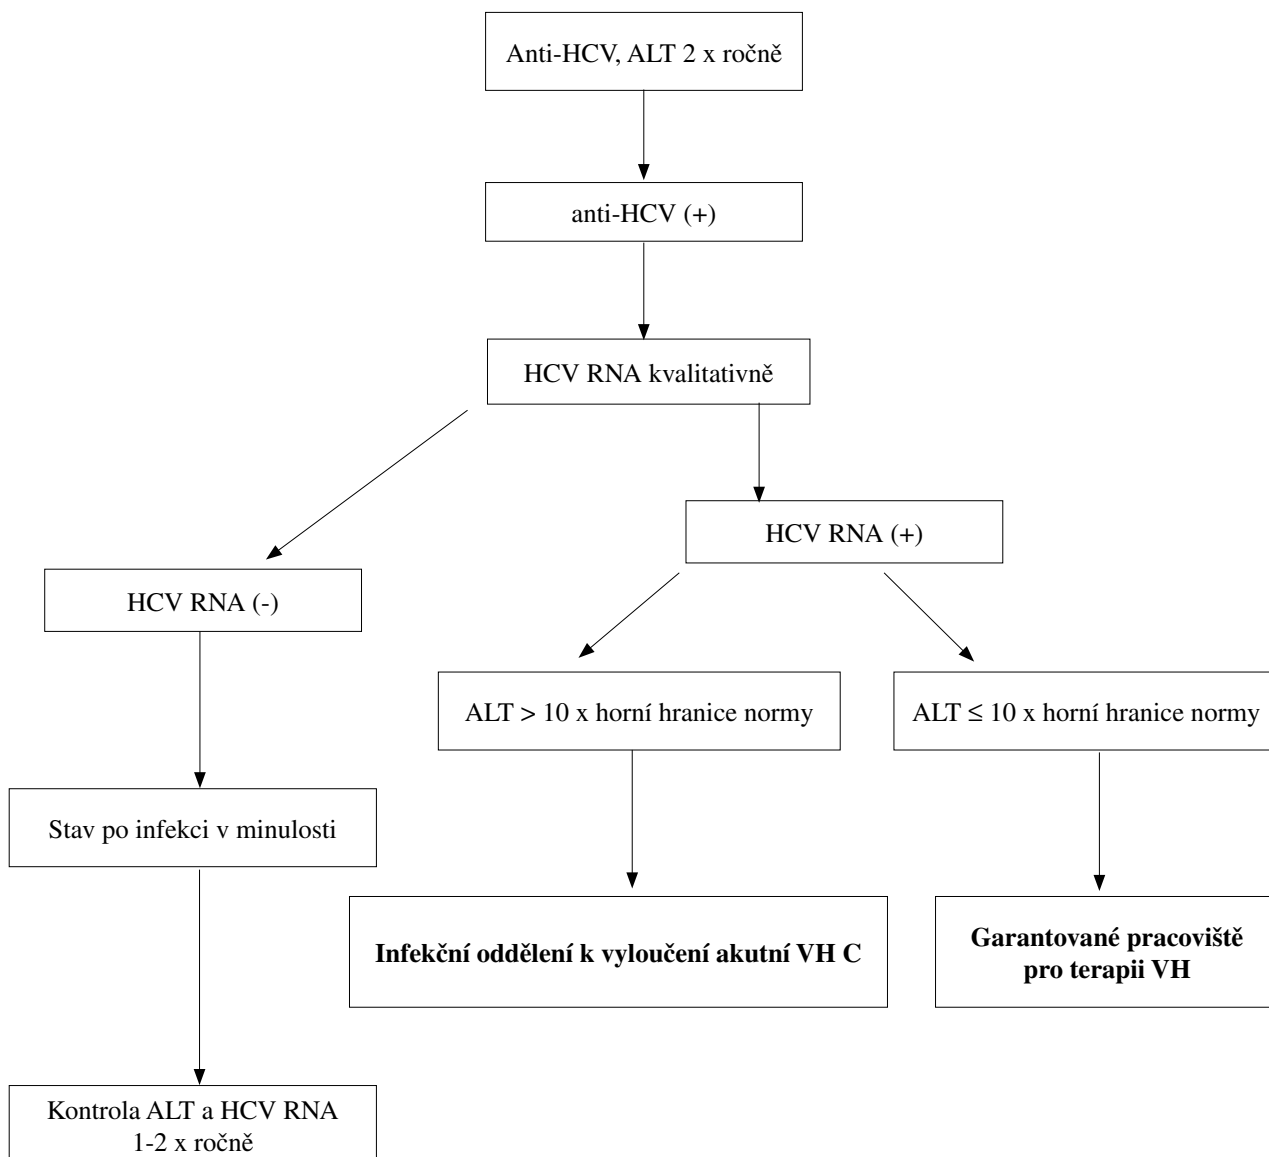 Anti-HCV, ALT 2 x ročně
anti-HCV (+)
HCV RNA kvalitativně
HCV RNA (+)
HCV RNA (-)
ALT > 10 x horní hranice normy
ALT ≤ 10 x horní hranice normy
Stav po infekci v minulosti
Infekční oddělení k vyloučení akutní VH C
Garantované pracoviště
pro terapii VH
Kontrola ALT a HCV RNA
1-2 x ročně